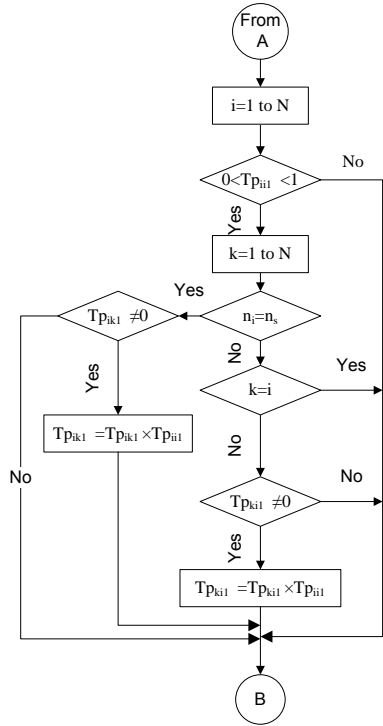 From
A
i=1 to N
0<Tpii1 <1
No
Yes
k=1 to N
Yes
Tpik1 ≠0
ni=ns
No
Yes
k=i
Yes
Tpik1 =Tpik1 ×Tpii1
No
No
Tpki1 ≠0
No
Yes
Tpki1 =Tpki1 ×Tpii1
B